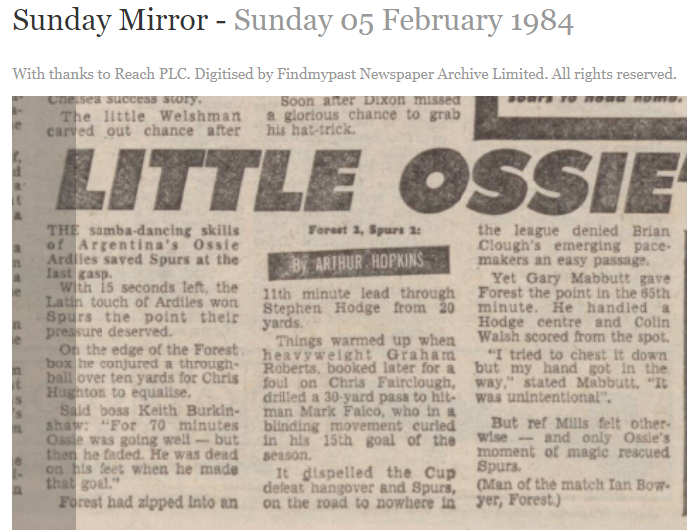 Sunday Mirror - Sunday 05 February 1984
With thanks to Reach PLC. Digitised by Findmypast Newspaper Archive Limited. All rights reserved.
Chelsea success story.
The little Welshman
carved out chance after
Soon after Dixon missed
a glorious chance to grab
his hat-trick.
to head home.
LITTLE OSSIE'
THE samba-dancing skills
of Argentina's Ossie
Ardiles saved Spurs at the
last gasp.
With 15 seconds left, the
Latin touch of Ardiles won
Spurs the point their
pressure deserved.
On the edge of the Forest
box he conjured a through-
ball over ten yards for Chris
Hughton to equalise.
Said boss Keith Burkin-
shaw: "For 70 minutes
Ossie was going well — but
then he faded. He was dead
on his feet when he made
that goal."
Forest had zipped into an
Forest 2, Spurs 2:
By ARTHUR HOPKINS
11th minute lead through
Stephen Hodge from 20
yards.
Things warmed up when
heavyweight Graham
Roberts, booked later for a
foul on Chris Fairclough,
drilled a 30-yard pass to hit-
man Mark Falco, who in a
blinding movement curled
in his 15th goal of the
season.
It dispelled the Cup
defeat hangover and Spurs,
on the road to nowhere in
the league denied Brian
Clough's emerging pace-
makers an easy passage.
Yet Gary Mabbutt gave
Forest the point in the 65th
minute. He handled a
Hodge centre and Colin
Walsh scored from the spot.
"I tried to chest it down
but my hand got in the
way," stated Mabbutt. "It
was unintentional".
But ref Mills felt other-
wise — and only Ossie's
moment of magic rescued
Spurs.
(Man of the match Ian Bow-
yer, Forest.)